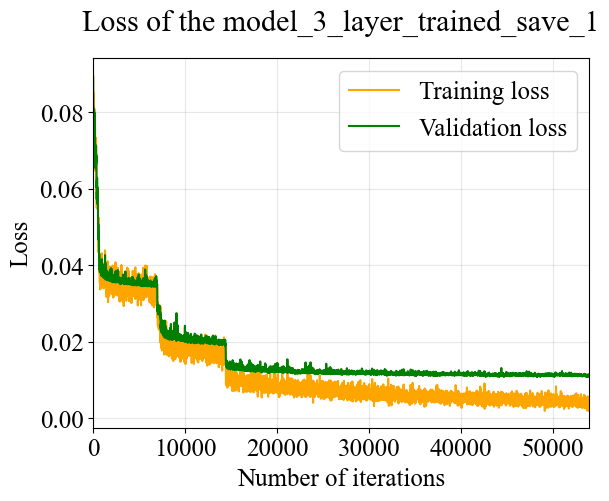 Loss of the model_3_layer_trained_save_1
Training loss
Validation loss
0.08
0.06
0.04
0.02
0.00
Loss
0 10000 20000 30000 40000 50000
Number of iterations